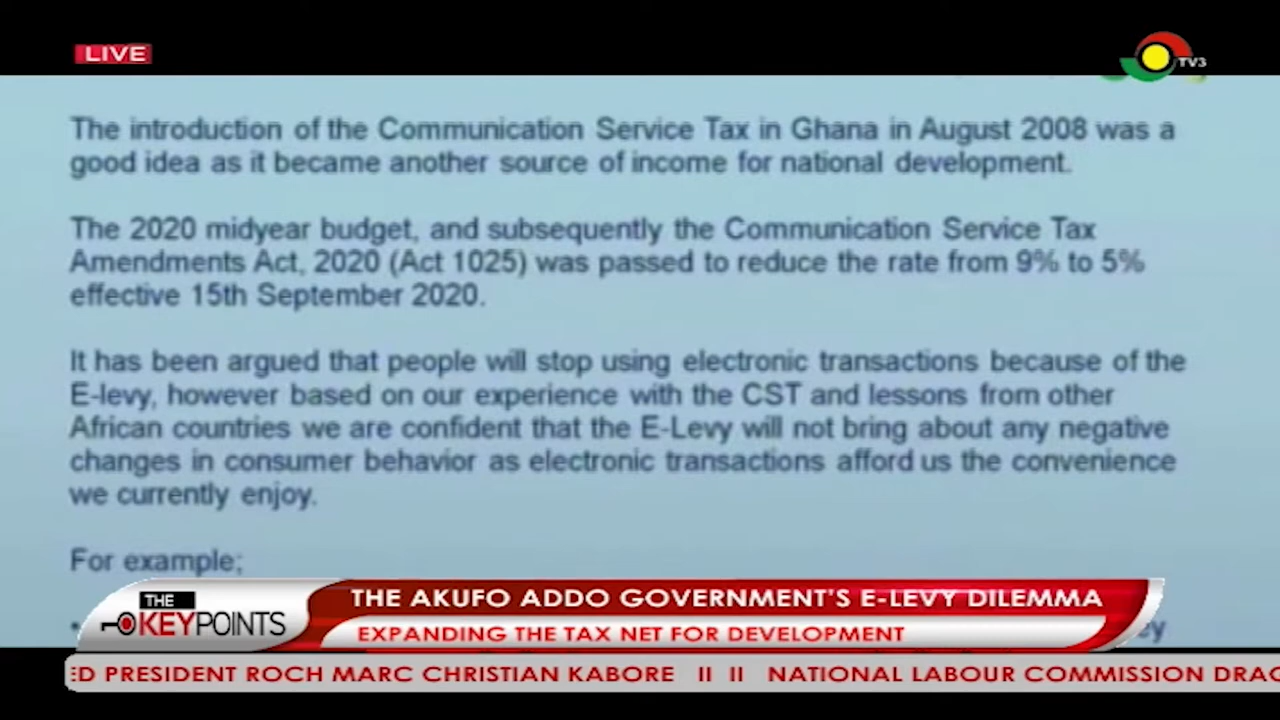 LIVE
TV3
The introduction of the Communication Service Tax in Ghana in August 2008 was a
good idea as it became another source of income for national development.
The 2020 midyear budget, and subsequently the Communication Service Tax
Amendments Act, 2020 (Act 1025) was passed to reduce the rate from 9% to 5%
effective 15th September 2020.
It has been argued that people will stop using electronic transactions because of the
E-levy, however based on our experience with the CST and lessons from other
African countries we are confident that the E-Levy will not bring about any negative
changes in consumer behavior as electronic transactions afford us the convenience
we currently enjoy.
For example;
THE
KEYPOINTS
THE AKUFO ADDO GOVERNMENT'S E-LEVY DILEMMA
EXPANDING THE TAX NET FOR DEVELOPMENT
ED PRESIDENT ROCH MARC CHRISTIAN KABORE II II NATIONAL LABOUR COMMISSION DRAG